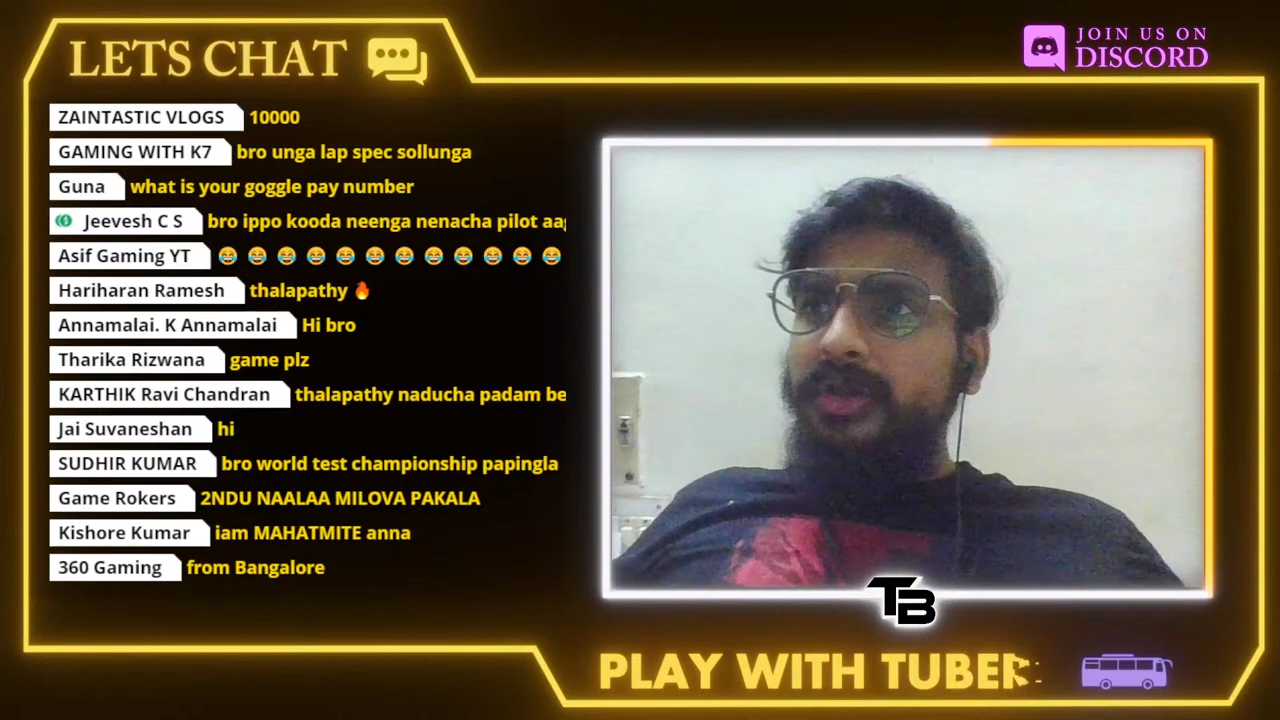 LETS CHAT
JOIN US ON
DISCORD
ZAINTASTIC VLOGS 10000
GAMING WITH K7 bro unga lap spec sollunga
Guna what is your goggle pay number
Jeevesh C S bro ippo kooda neenga nenacha pilot
Asif Gaming YT 😂 😂 😂 😂 😂 😂 😂 😂 😂 😂 😂 😂
Hariharan Ramesh thalapathy 🔥
Annamalai. K Annamalai Hi bro
Tharika Rizwana game plz
KARTHIK Ravi Chandran thalapathy naducha padam
Jai Suvaneshan hi
SUDHIR KUMAR bro world test championship papingla
Game Rokers 2NDU NAALAA MILOVA PAKALA
Kishore Kumar iam MAHATMITE anna
360 Gaming from Bangalore
TB
PLAY WITH